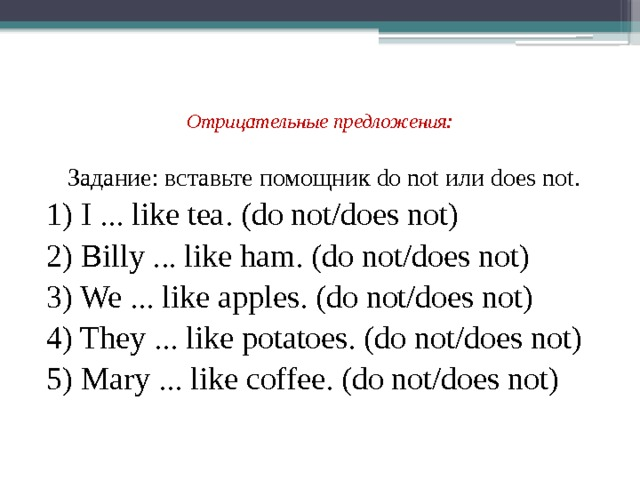 Отрицательные предложения:
Задание: вставьте помощник do not или does not.
1) I ... like tea. (do not/does not)
2) Billy ... like ham. (do not/does not)
3) We ... like apples. (do not/does not)
4) They ... like potatoes. (do not/does not)
5) Mary ... like coffee. (do not/does not)